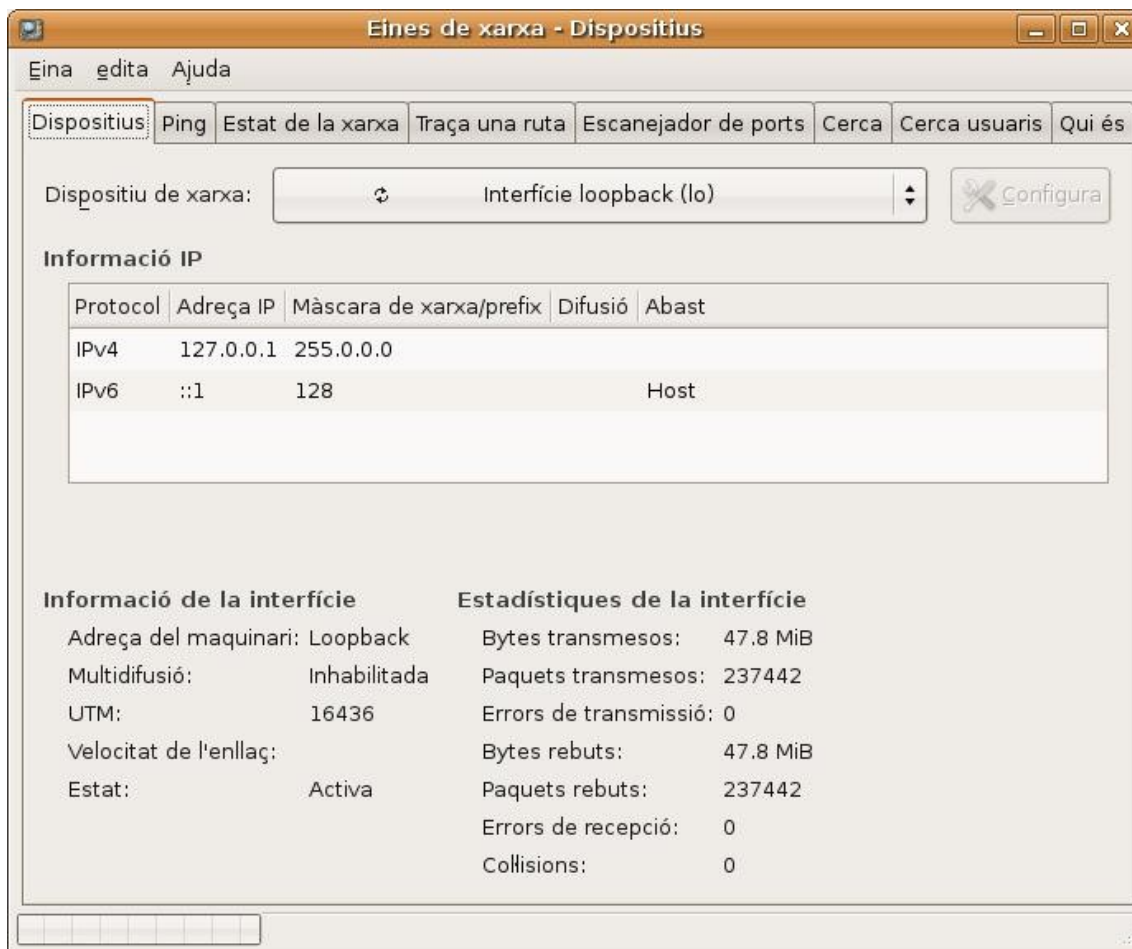 Eines de xarxa - Dispositius
Eina edita Ajuda
Dispositius Ping Estat de la xarxa Traça una ruta Escanejador de ports Cerca Cerca usuaris Qui és
Dispositiu de xarxa: Interfície loopback (lo) Configura
Informació IP
Protocol Adreça IP Màscara de xarxa/prefix Difusió Abast
IPv4 127.0.0.1 255.0.0.0
IPv6 ::1 128 Host
Informació de la interfície
Adreça del maquinari: Loopback
Multidifusió: Inhabilitada
UTM: 16436
Velocitat de l'enllaç:
Estat: Activa
Estadístiques de la interfície
Bytes transmesos: 47.8 MiB
Paquets transmesos: 237442
Errors de transmissió: 0
Bytes rebuts: 47.8 MiB
Paquets rebuts: 237442
Errors de recepció: 0
Coŀlisions: 0